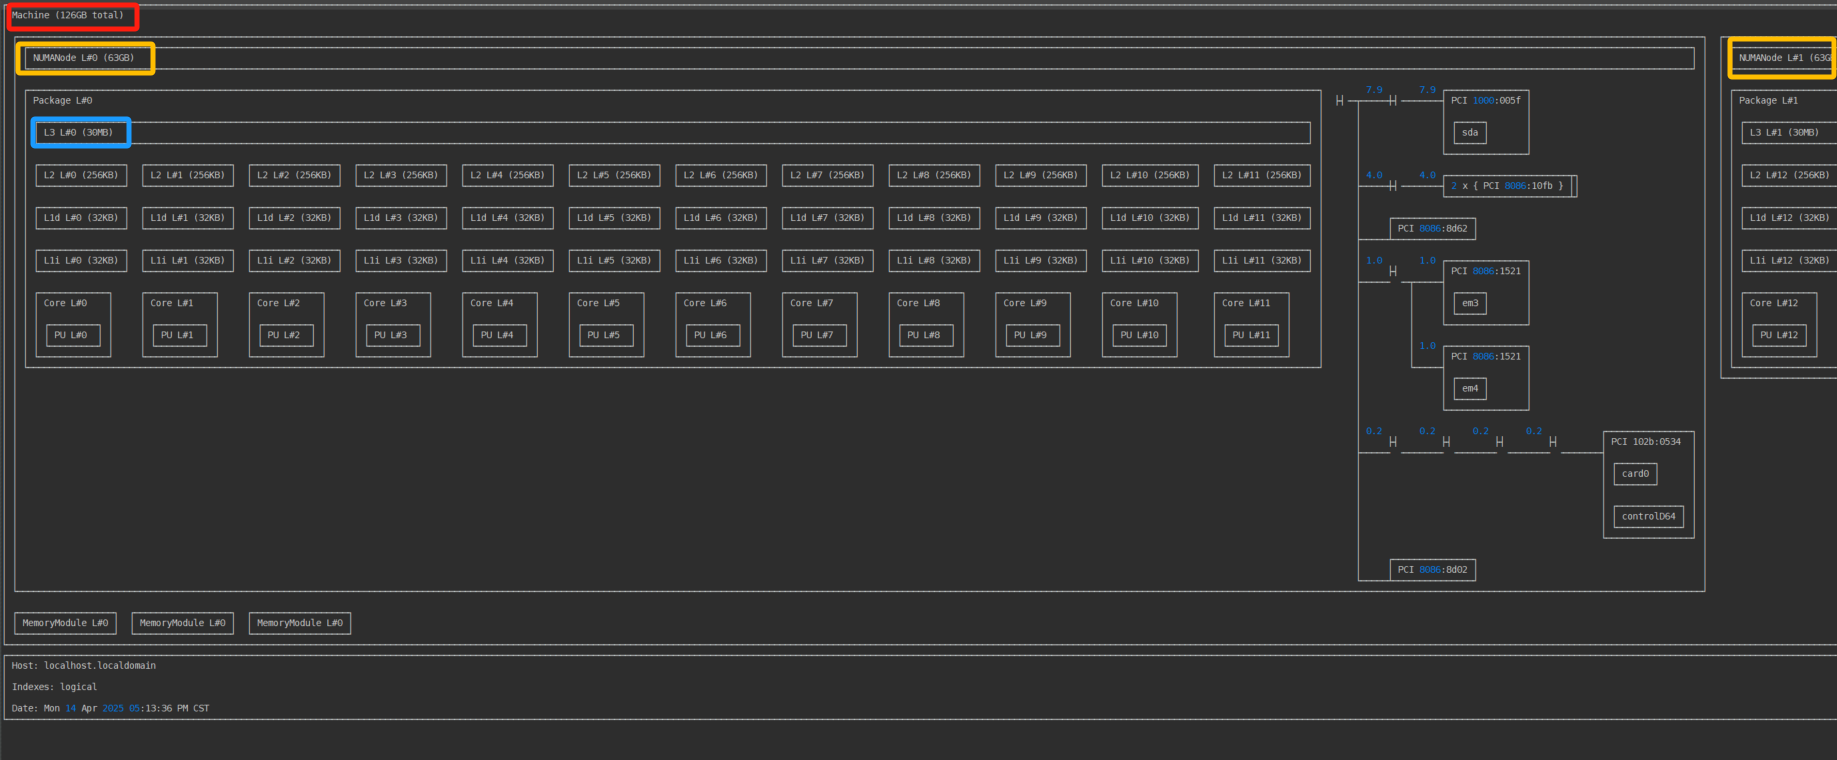 Machine (126GB total)
NUMANode L#0 (63GB)
Package L#0
L3 L#0 (30MB)
L2 L#0 (256KB) L2 L#1 (256KB) L2 L#2 (256KB) L2 L#3 (256KB) L2 L#4 (256KB) L2 L#5 (256KB) L2 L#6 (256KB) L2 L#7 (256KB) L2 L#8 (256KB) L2 L#9 (256KB) L2 L#10 (256KB) L2 L#11 (256KB)
L1d L#0 (32KB) L1d L#1 (32KB) L1d L#2 (32KB) L1d L#3 (32KB) L1d L#4 (32KB) L1d L#5 (32KB) L1d L#6 (32KB) L1d L#7 (32KB) L1d L#8 (32KB) L1d L#9 (32KB) L1d L#10 (32KB) L1d L#11 (32KB)
L1i L#0 (32KB) L1i L#1 (32KB) L1i L#2 (32KB) L1i L#3 (32KB) L1i L#4 (32KB) L1i L#5 (32KB) L1i L#6 (32KB) L1i L#7 (32KB) L1i L#8 (32KB) L1i L#9 (32KB) L1i L#10 (32KB) L1i L#11 (32KB)
Core L#0 Core L#1 Core L#2 Core L#3 Core L#4 Core L#5 Core L#6 Core L#7 Core L#8 Core L#9 Core L#10 Core L#11
PU L#0 PU L#1 PU L#2 PU L#3 PU L#4 PU L#5 PU L#6 PU L#7 PU L#8 PU L#9 PU L#10 PU L#11
7.9 7.9
PCI 1000:005f
sda
4.0 4.0
2 x { PCI 8086:10fb }
PCI 8086:8d62
1.0 1.0
PCI 8086:1521
em3
1.0
PCI 8086:1521
em4
0.2 0.2 0.2 0.2
PCI 102b:0534
card0
controlD64
PCI 8086:8d02
NUMANode L#1 (63G
Package L#1
L3 L#1 (30MB)
L2 L#12 (256KB)
L1d L#12 (32KB)
L1i L#12 (32KB)
Core L#12
PU L#12
MemoryModule L#0 MemoryModule L#0 MemoryModule L#0
Host: localhost.localdomain
Indexes: logical
Date: Mon 14 Apr 2025 05:13:36 PM CST